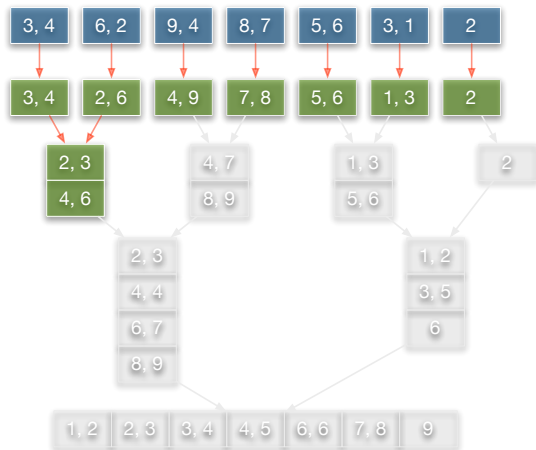 3, 4 6, 2 9, 4 8, 7 5, 6 3, 1 2
3, 4 2, 6 4, 9 7, 8 5, 6 1, 3 2
2, 3 4, 7 1, 3 2
4, 6 8, 9 5, 6
2, 3 1, 2
4, 4 3, 5
6, 7 6
8, 9
1, 2 2, 3 3, 4 4, 5 6, 6 7, 8 9